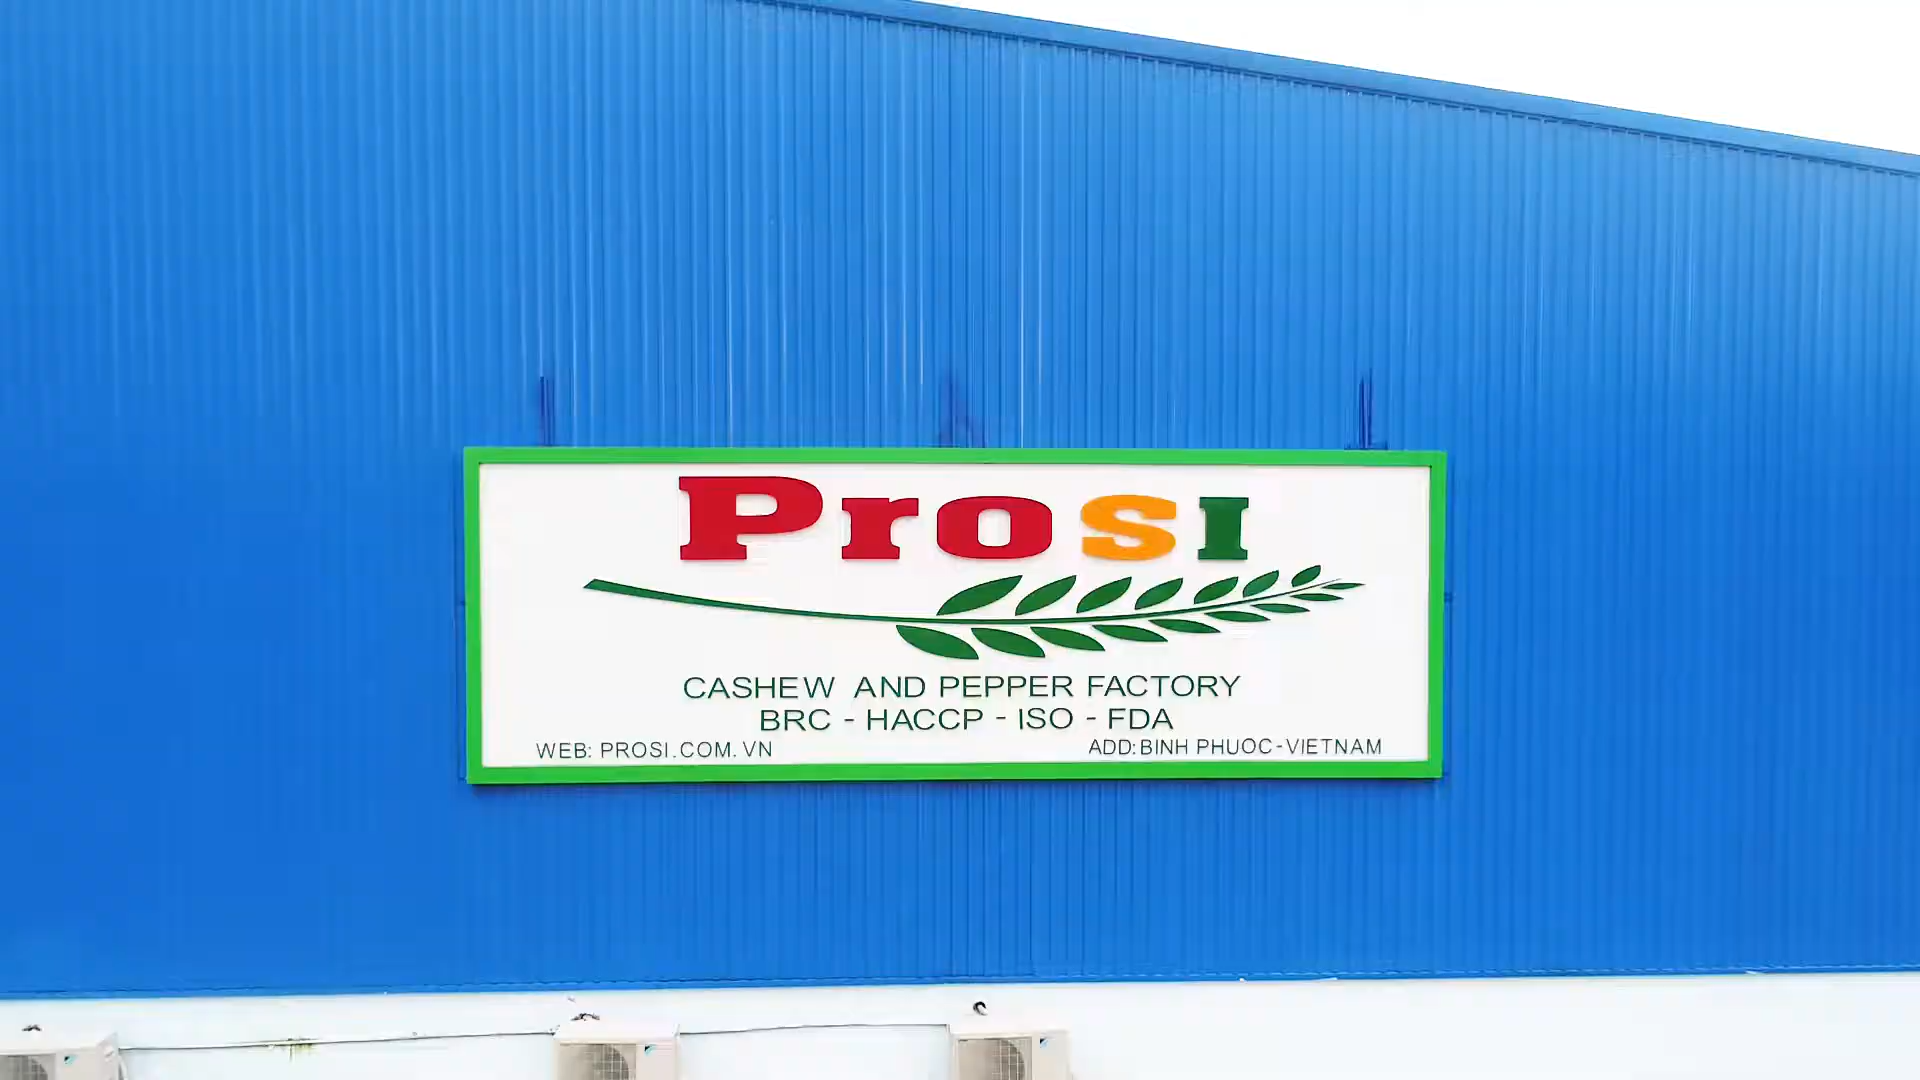 Prosi
CASHEW AND PEPPER FACTORY
BRC - HACCP - ISO - FDA
WEB: PROSI.COM.VN
ADD: BINH PHUOC-VIETNAM